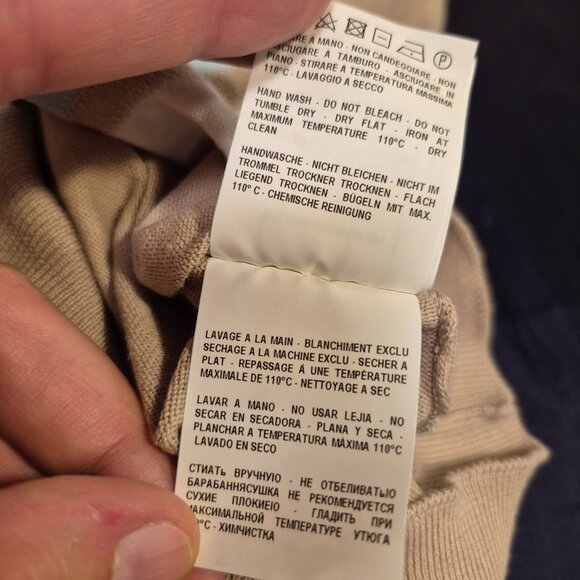 ARE A MANO - NON CANDEGGIARE - NON
ASCIUGARE A TAMBURO - ASCIUGARE IN
PIANO - STIRARE A TEMPERATURA MASSIMA
110°C - LAVAGGIO A SECCO
HAND WASH - DO NOT BLEACH - DO NOT
TUMBLE DRY - DRY FLAT - IRON AT
MAXIMUM TEMPERATURE 110°C - DRY
CLEAN
HANDWASCHE - NICHT BLEICHEN - NICHT IM
TROMMEL TROCKNER TROCKNEN - FLACH
LIEGEND TROCKNEN - BÜGELN MIT MAX.
110° C - CHEMISCHE REINIGUNG
LAVAGE A LA MAIN - BLANCHIMENT EXCLU
SECHAGE A LA MACHINE EXCLU - SECHER A
PLAT - REPASSAGE À UNE TEMPÉRATURE
MAXIMALE DE 110°C - NETTOYAGE A SEC
LAVAR A MANO - NO USAR LEJIA - NO
SECAR EN SECADORA - PLANA Y SECA -
PLANCHAR A TEMPERATURA MÁXIMA 110°C
LAVADO EN SECO
СТИАТЬ ВРУЧНУЮ - НЕ ОТБЕЛИВАТЬЮ
БАРАБАННЯСУШКА НЕ РЕКОМЕНДУЕТСЯ
СУХИЕ ПЛОКИЕЮ - ГЛАДИТЬ ПРИ
МАКСИМАЛЬНОЙ ТЕМПЕРАТУРЕ УТЮГА
0°C - ХИМЧИСТКА